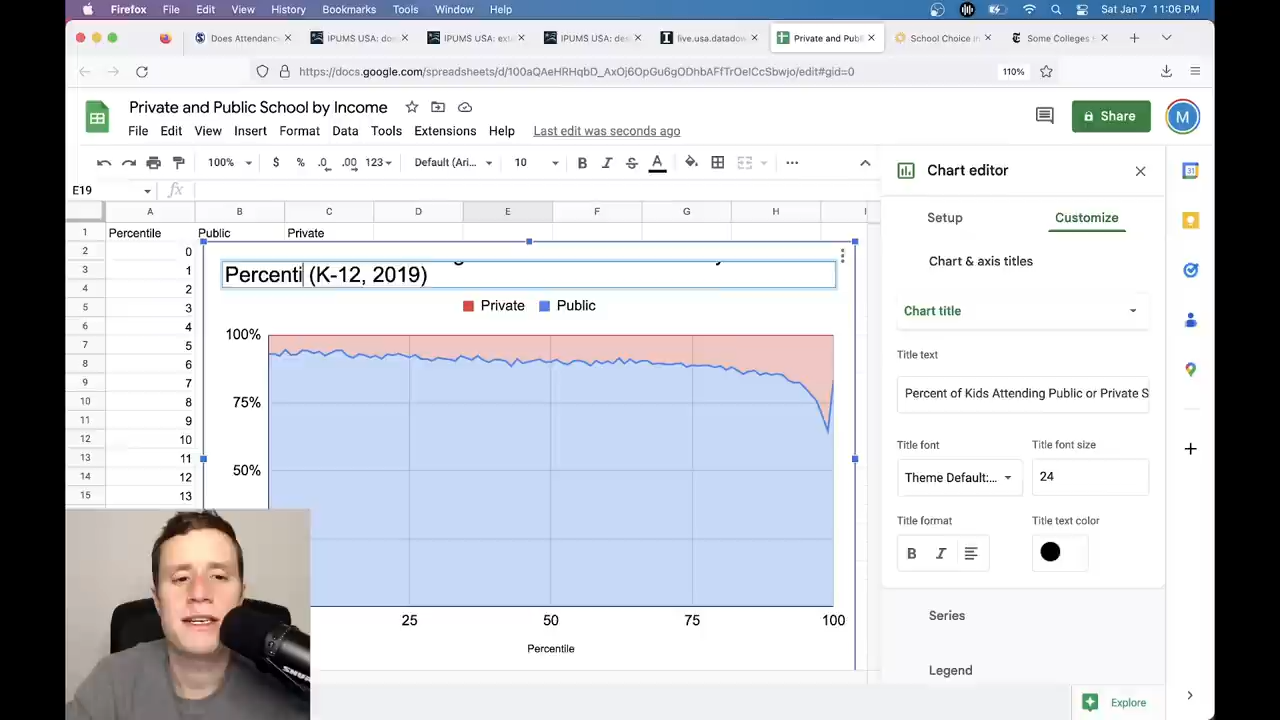 Firefox File Edit View History Bookmarks Tools Window Help Sat Jan 7 11:06 PM
Does Attendanc IPUMS USA: do IPUMS USA: ext IPUMS USA: de live.usa.datadow Private and Publ School Choice in Some Colleges
https://docs.google.com/spreadsheets/d/100aQAeHRHqbD_AxOj6OpGu6gODhbAFfTrOelCcSbwjo/edit#gid=0 110%
Private and Public School by Income
File Edit View Insert Format Data Tools Extensions Help Last edit was seconds ago
Share
M
100% $ % .0 .00 123 Default (Ari... 10 B I S A
E19 fx
A B C D E F G H
1 Percentile Public Private
2 0
3 1
4 2
5 3
6 4
7 5
8 6
9 7
10 8
11 9
12 10
13 11
14 12
15 13
Percenti (K-12, 2019)
Private Public
100%
75%
50%
25 50 75 100
Percentile
Chart editor
Setup Customize
Chart & axis titles
Chart title
Title text
Percent of Kids Attending Public or Private S
Title font Title font size
Theme Default:... 24
Title format Title text color
B I
Series
Legend
Explore
31
SHURE